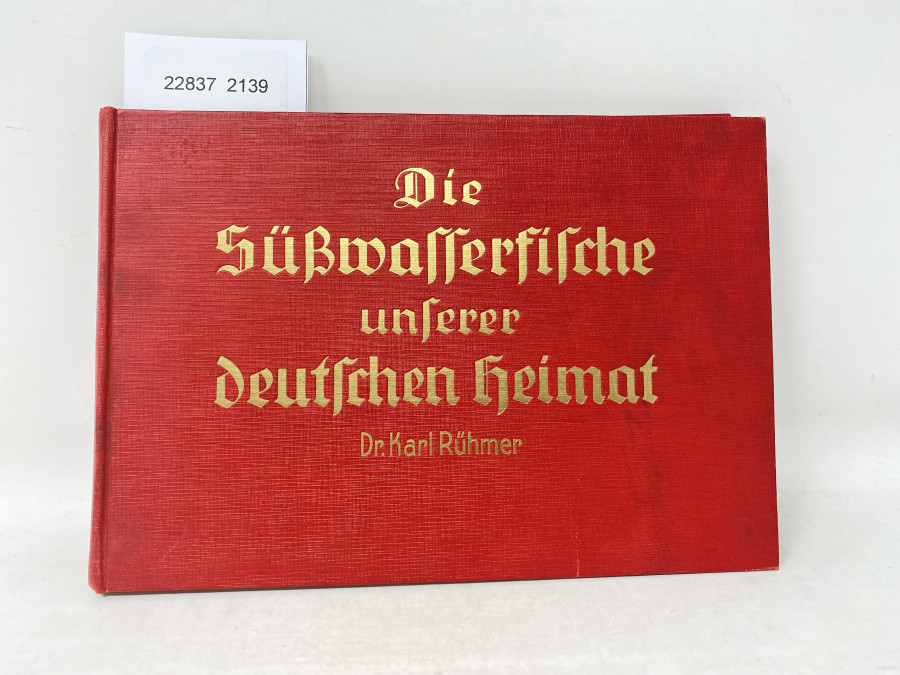 22837 2139
Die
Süßwaſſerfiſche
unſerer
deutſchen Heimat
Dr. Karl Rühmer